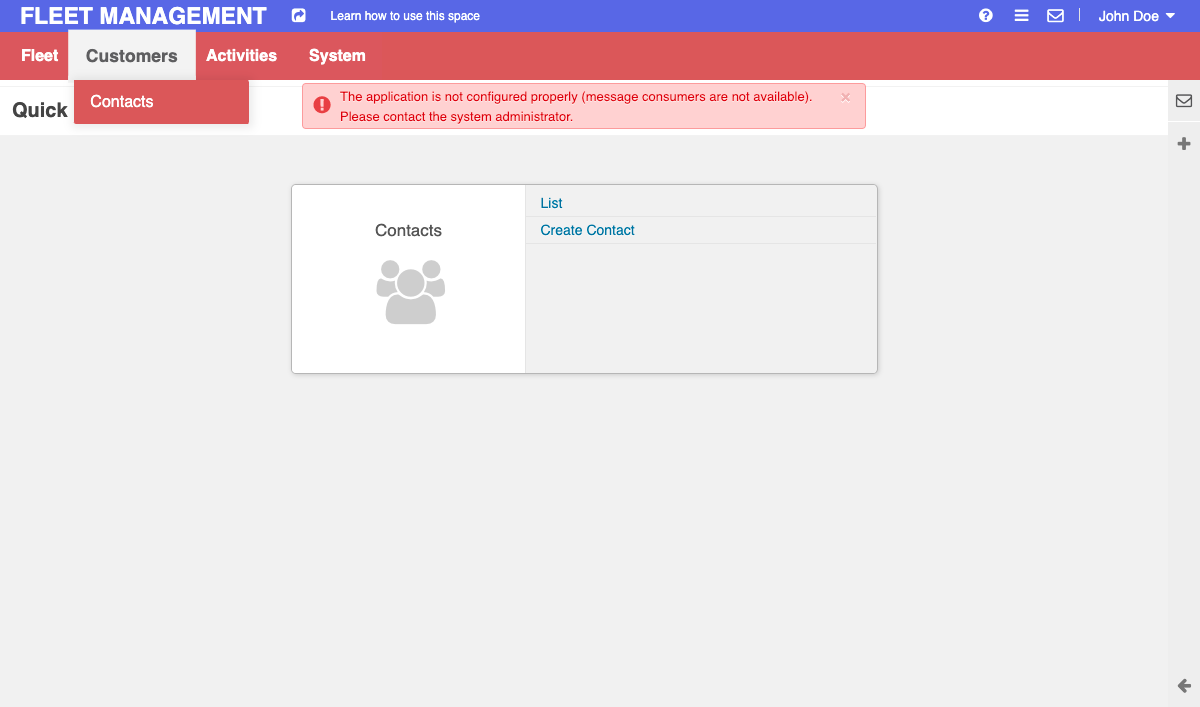 FLEET MANAGEMENT Learn how to use this space John Doe
Fleet Customers Activities System
Contacts
Quick
The application is not configured properly (message consumers are not available).
Please contact the system administrator.
Contacts
List
Create Contact